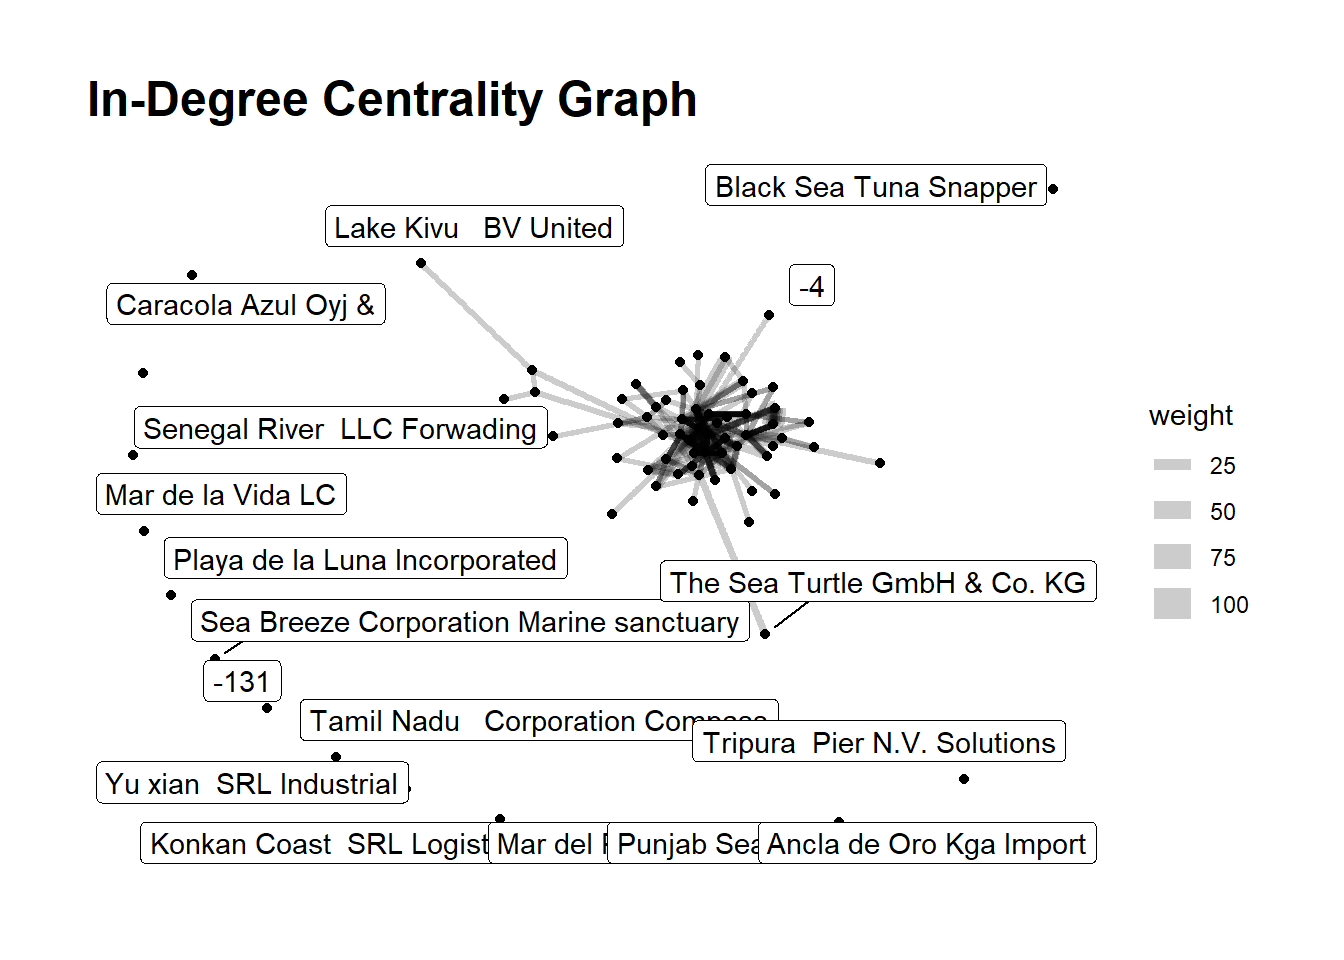 In-Degree Centrality Graph
Black Sea Tuna Snapper
Lake Kivu   BV United
-4
Caracola Azul Oyj &
Senegal River  LLC Forwading
weight
25
50
75
100
Mar de la Vida LC
Playa de la Luna Incorporated
The Sea Turtle GmbH & Co. KG
Sea Breeze Corporation Marine sanctuary
-131
Tamil Nadu   Corporation
Tripura  Pier N.V. Solutions
Yu xian  SRL Industrial
Konkan Coast  SRL Logist
Mar del
Punjab Sea
Ancla de Oro Kga Import